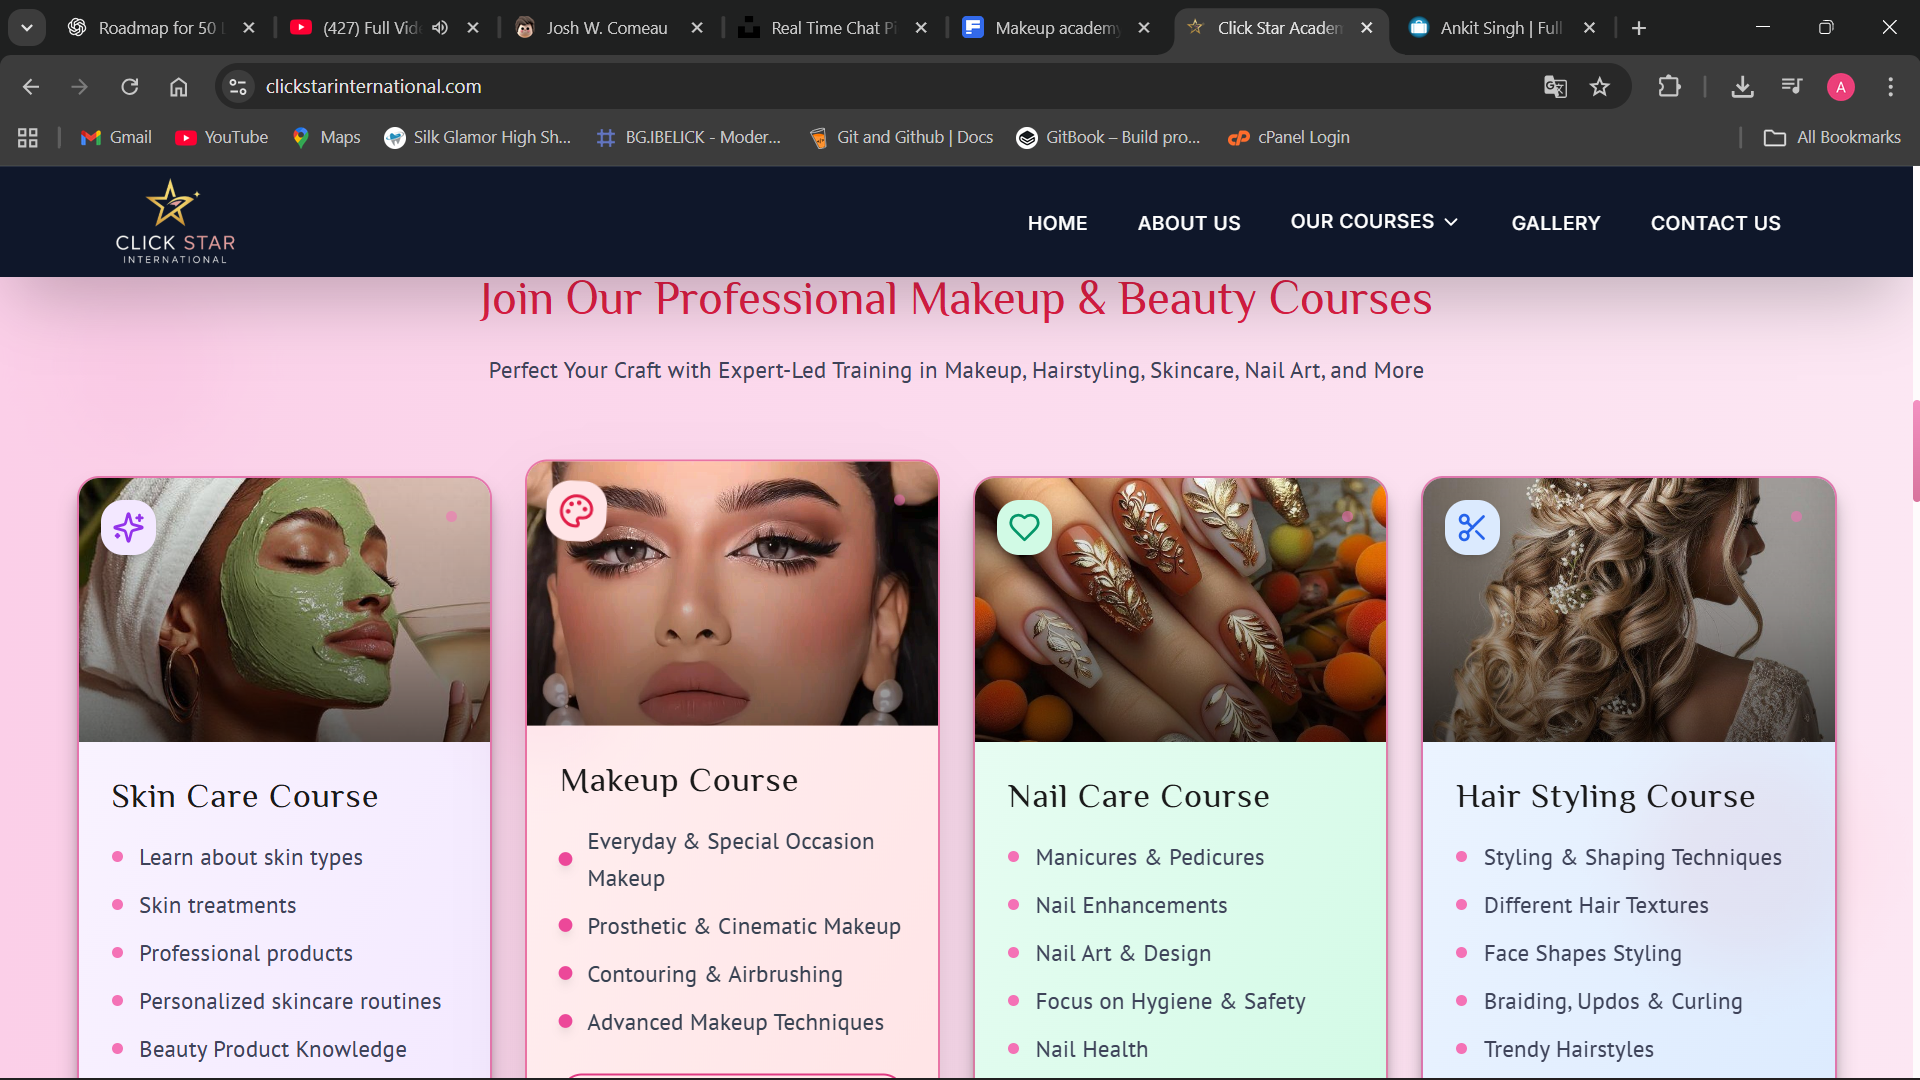 Roadmap for 50
(427) Full Vid
Josh W. Comeau
Real Time Chat
Makeup academy
Click Star Academ
Ankit Singh | Full
clickstarinternational.com
A
Gmail
YouTube
Maps
Silk Glamor High Sh...
BG.IBELICK - Moder...
Git and Github | Docs
GitBook – Build pro...
cPanel Login
All Bookmarks
CLICK STAR
INTERNATIONAL
HOME
ABOUT US
OUR COURSES
GALLERY
CONTACT US
Join Our Professional Makeup & Beauty Courses
Perfect Your Craft with Expert-Led Training in Makeup, Hairstyling, Skincare, Nail Art, and More
Skin Care Course
Learn about skin types
Skin treatments
Professional products
Personalized skincare routines
Beauty Product Knowledge
Makeup Course
Everyday & Special Occasion
Makeup
Prosthetic & Cinematic Makeup
Contouring & Airbrushing
Advanced Makeup Techniques
Nail Care Course
Manicures & Pedicures
Nail Enhancements
Nail Art & Design
Focus on Hygiene & Safety
Nail Health
Hair Styling Course
Styling & Shaping Techniques
Different Hair Textures
Face Shapes Styling
Braiding, Updos & Curling
Trendy Hairstyles